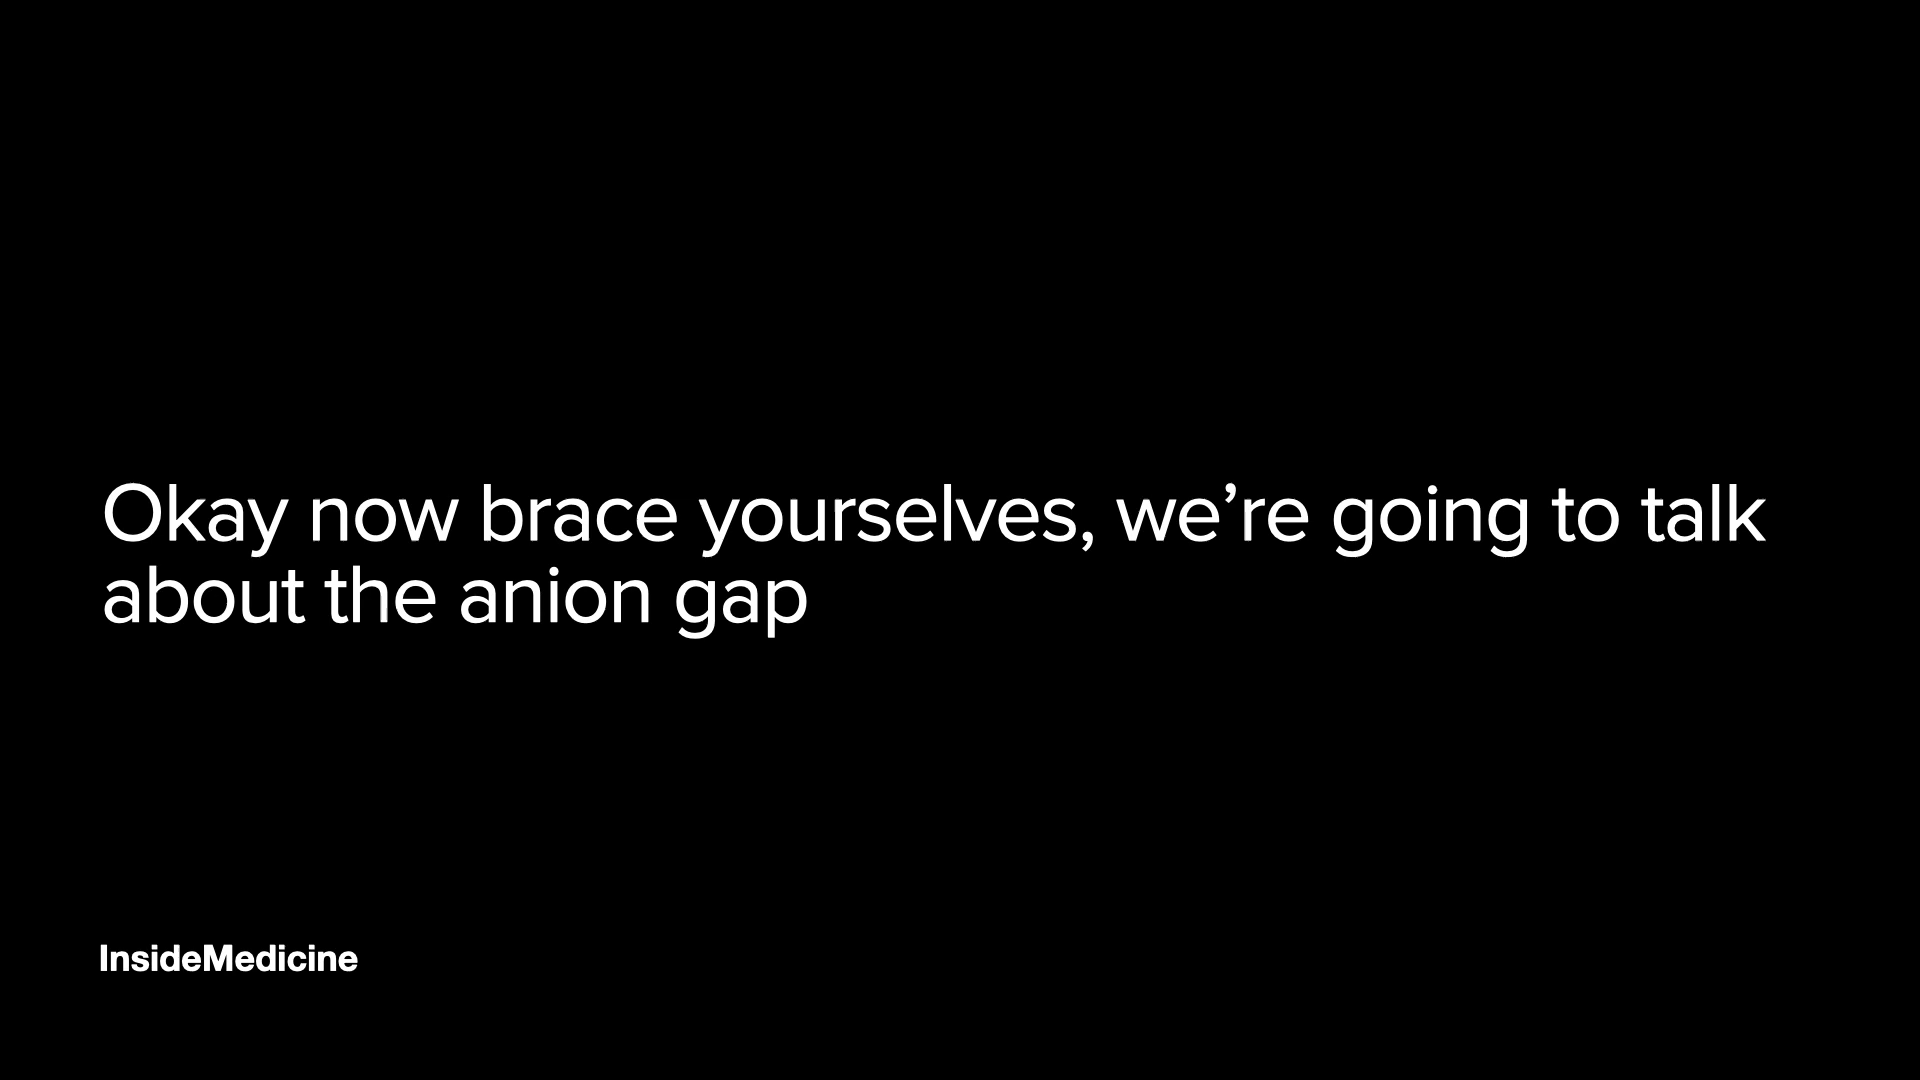 Okay now brace yourselves, we’re going to talk
about the anion gap
InsideMedicine